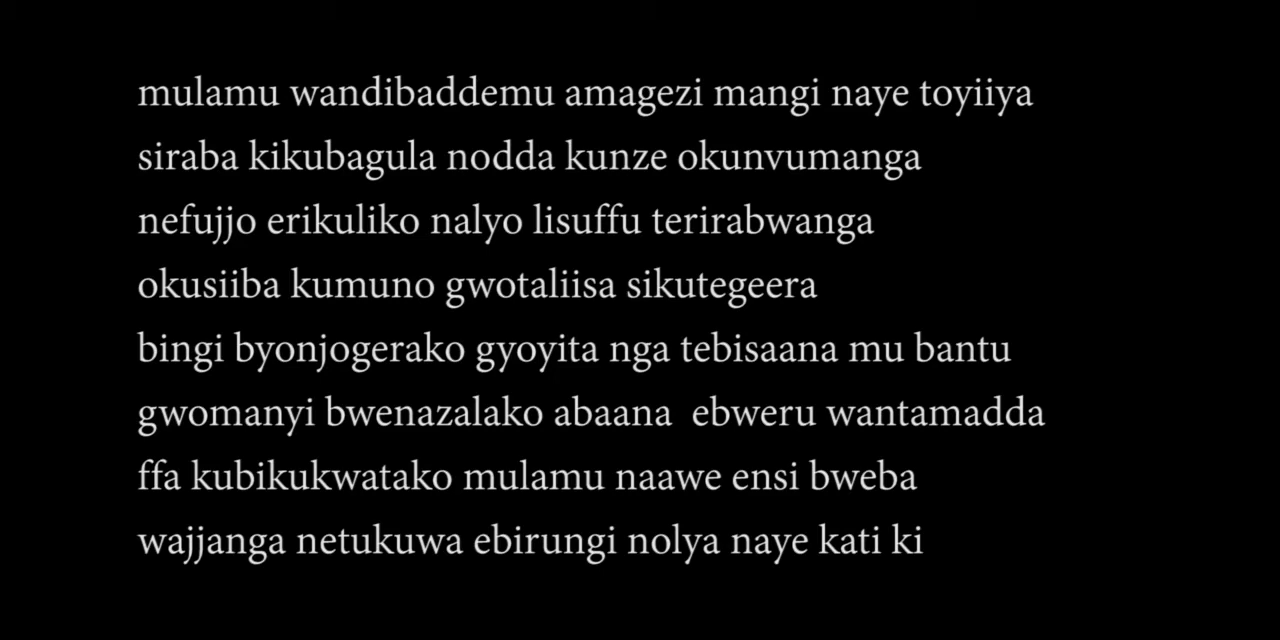 mulamu wandibaddemu amagezi mangi naye toyiiya
siraba kikubagula nodda kunze okunvumanga
nefujjo erikuliko nalyo lisuffu terirabwanga
okusiiba kumuno gwotaliisa sikutegeera
bingi byonjogerako gyoyita nga tebisaana mu bantu
gwomanyi bwenazalako abaana  ebweru wantamadda
ffa kubikukwatako mulamu naawe ensi bweba
wajjanga netukuwa ebirungi nolya naye kati ki